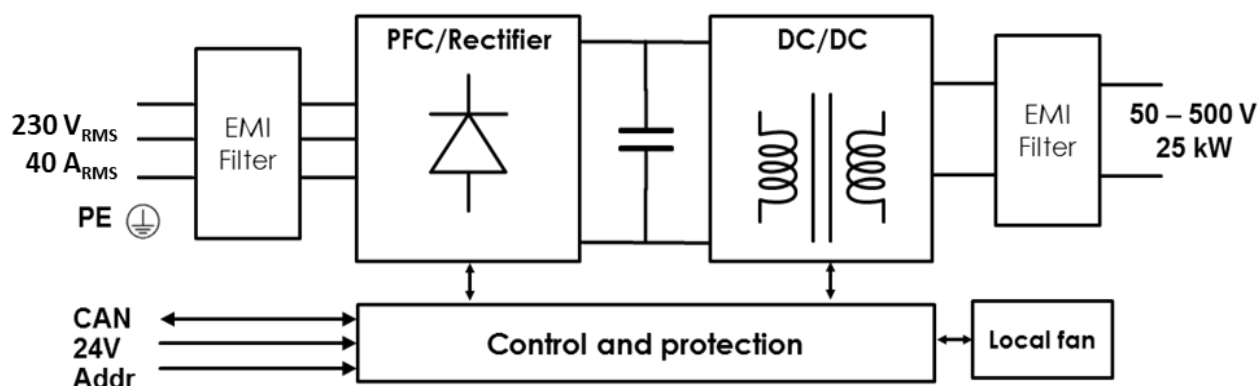 PFC/Rectifier
DC/DC
EMI
Filter
EMI
Filter
230 VRMS
40 ARMS
PE
50 – 500 V
25 kW
CAN
24V
Addr
Control and protection
Local fan